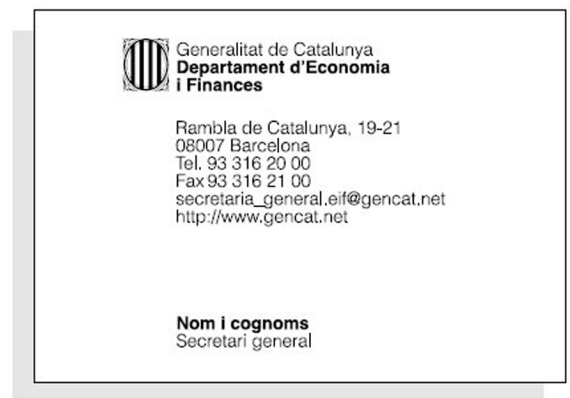 Generalitat de Catalunya
Departament d'Economia
i Finances
Rambla de Catalunya, 19-21
08007 Barcelona
Tel. 93 316 20 00
Fax 93 316 21 00
secretaria_general.eif@gencat.net
http://www.gencat.net
Nom i cognoms
Secretari general